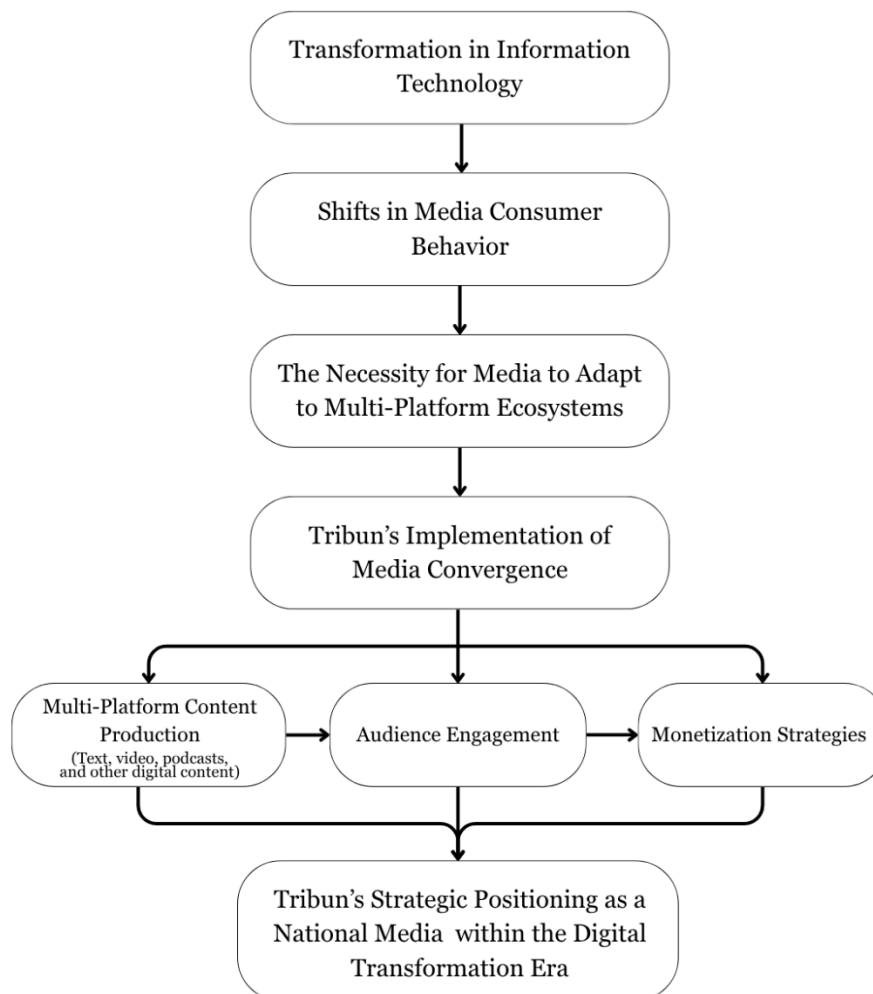 Transformation in Information
Technology
Shifts in Media Consumer
Behavior
The Necessity for Media to Adapt
to Multi-Platform Ecosystems
Tribun’s Implementation of
Media Convergence
Multi-Platform Content
Production
(Text, video, podcasts,
and other digital content)
Audience Engagement
Monetization Strategies
Tribun’s Strategic Positioning as a
National Media within the Digital
Transformation Era